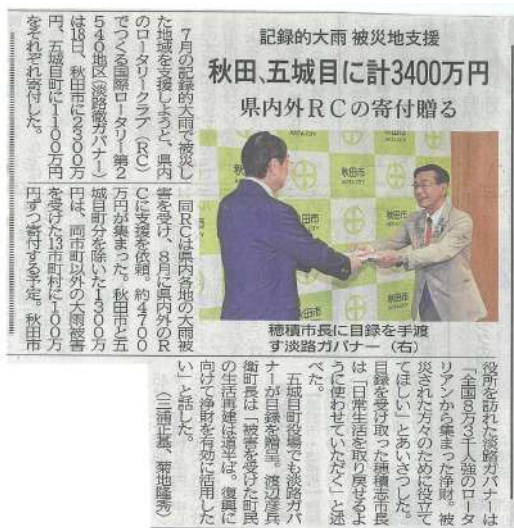 記録的大雨 被災地支援
秋田、五城目に計3400万円
県内外RCの寄付贈る
7月の記録的大雨で被災し
た地域を支援しようと、県内
のロータリークラブ(RC)
でつくる国際ロータリー第2
540地区(淡路徹ガバナー)
は18日、秋田市に2300万
円、五城目町に1100万円
をそれぞれ寄付した。
同RCは県内各地の大雨被
害を受け、8月に県内外のR
Cに支援を依頼。約4700
万円が集まった。秋田市と五
城目町分を除いた1300万
円は、両市町以外の大雨被害
を受けた13市町村に100万
円ずつ寄付する予定。秋田市
秋田市
AKITA CITY
秋田市
秋田市
AKITA CITY
秋田市
穂積市長に目録を手渡
す淡路ガバナー(右)
役所を訪れた淡路ガバナーは
「全国8万3千人強のロータ
リアンから集まった浄財。被
災された方々のために役立て
てほしい」とあいさつした。
目録を受け取った穂積志市長
は「日常生活を取り戻せるよ
うに使わせていただく」と述
べた。
五城目町役場でも淡路ガバ
ナーが目録を贈呈。渡辺彦兵
衛町長は「被害を受けた町民
の生活再建は道半ば。復興に
向けて浄財を有効に活用した
い」と話した。
(三浦正基、菊地隆秀)